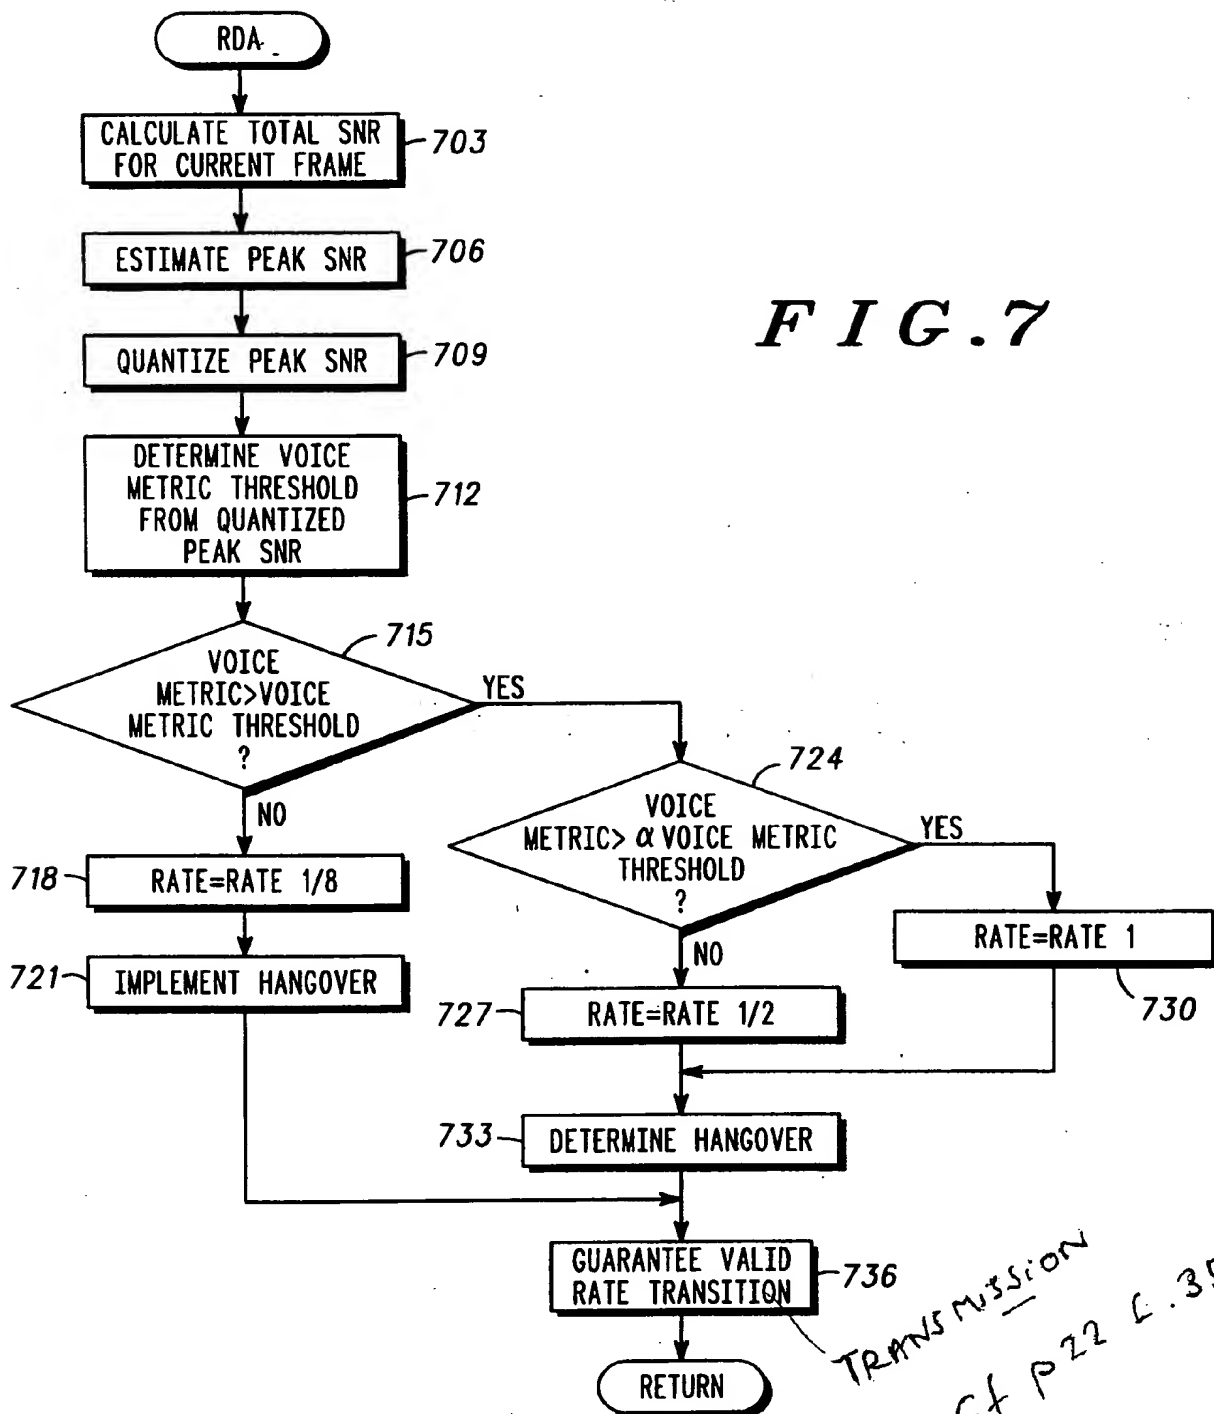 RDA
CALCULATE TOTAL SNR
FOR CURRENT FRAME
703
ESTIMATE PEAK SNR
706
QUANTIZE PEAK SNR
709
DETERMINE VOICE
METRIC THRESHOLD
FROM QUANTIZED
PEAK SNR
712
FIG.7
715
VOICE
METRIC>VOICE
METRIC THRESHOLD
?
YES
NO
724
VOICE
METRIC> α VOICE METRIC
THRESHOLD
?
YES
NO
718
RATE=RATE 1/8
721
IMPLEMENT HANGOVER
RATE=RATE 1
730
727
RATE=RATE 1/2
733
DETERMINE HANGOVER
GUARANTEE VALID
RATE TRANSITION
736
RETURN
TRANSMISSION
cf p22 L.35